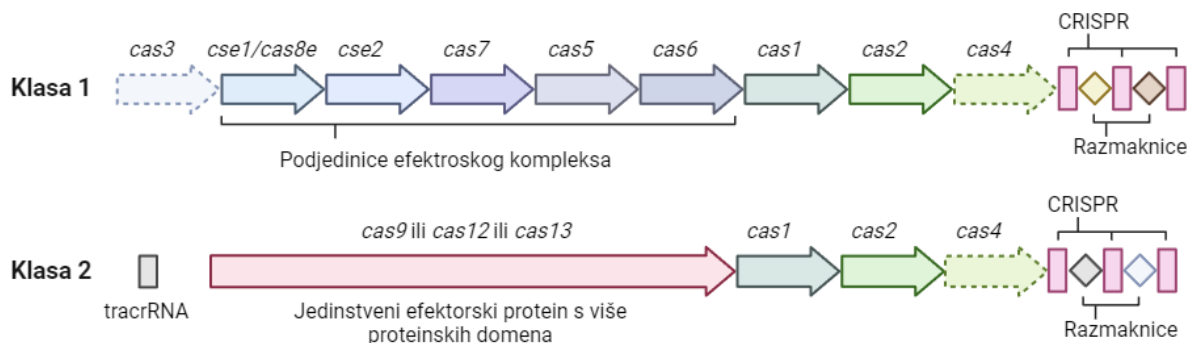 CRISPR
cas3 cse1/cas8e cse2 cas7 cas5 cas6 cas1 cas2 cas4
Klasa 1
Razmaknice
Podjedinice efektroskog kompleksa
CRISPR
cas9 ili cas12 ili cas13 cas1 cas2 cas4
Klasa 2
tracrRNA
Jedinstveni efektorski protein s više
proteinskih domena
Razmaknice